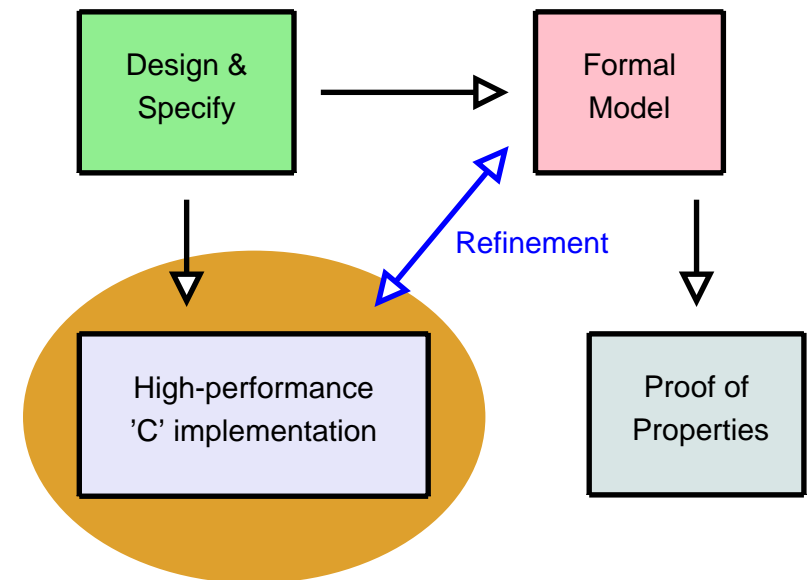 Design &
Specify
Formal
Model
Refinement
High-performance
’C’ implementation
Proof of
Properties